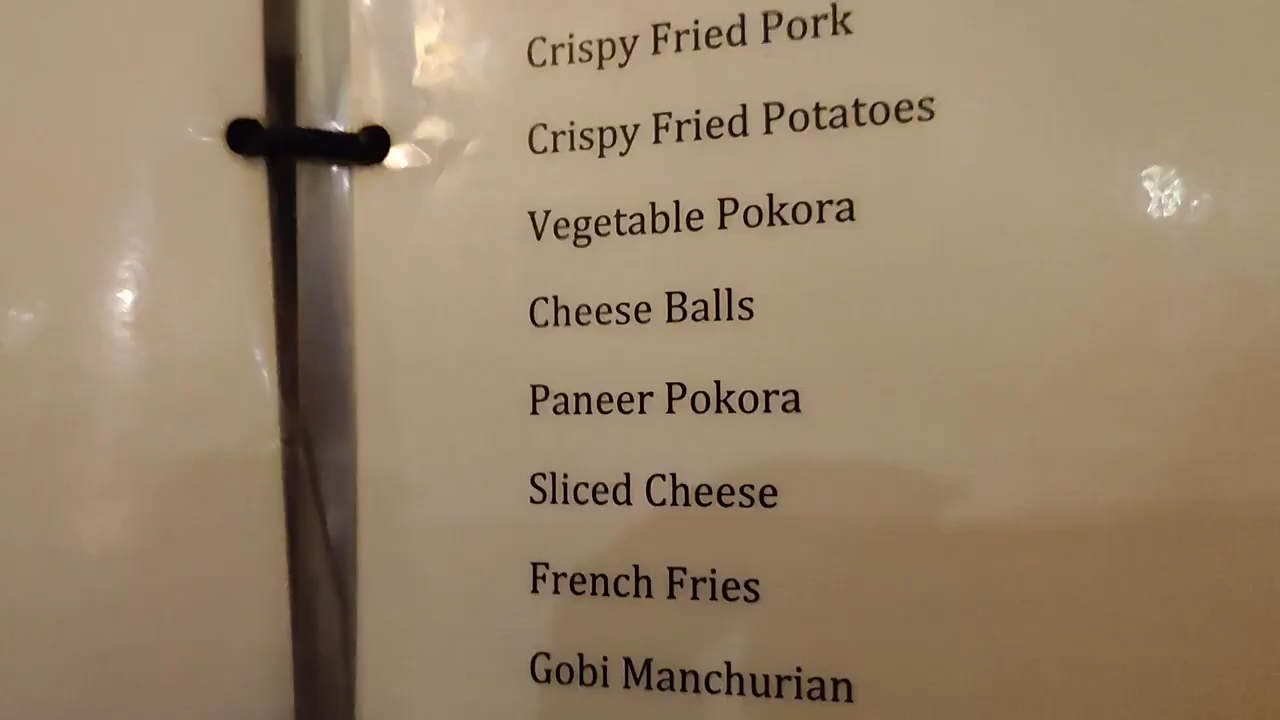 Crispy Fried Pork
Crispy Fried Potatoes
Vegetable Pokora
Cheese Balls
Paneer Pokora
Sliced Cheese
French Fries
Gobi Manchurian